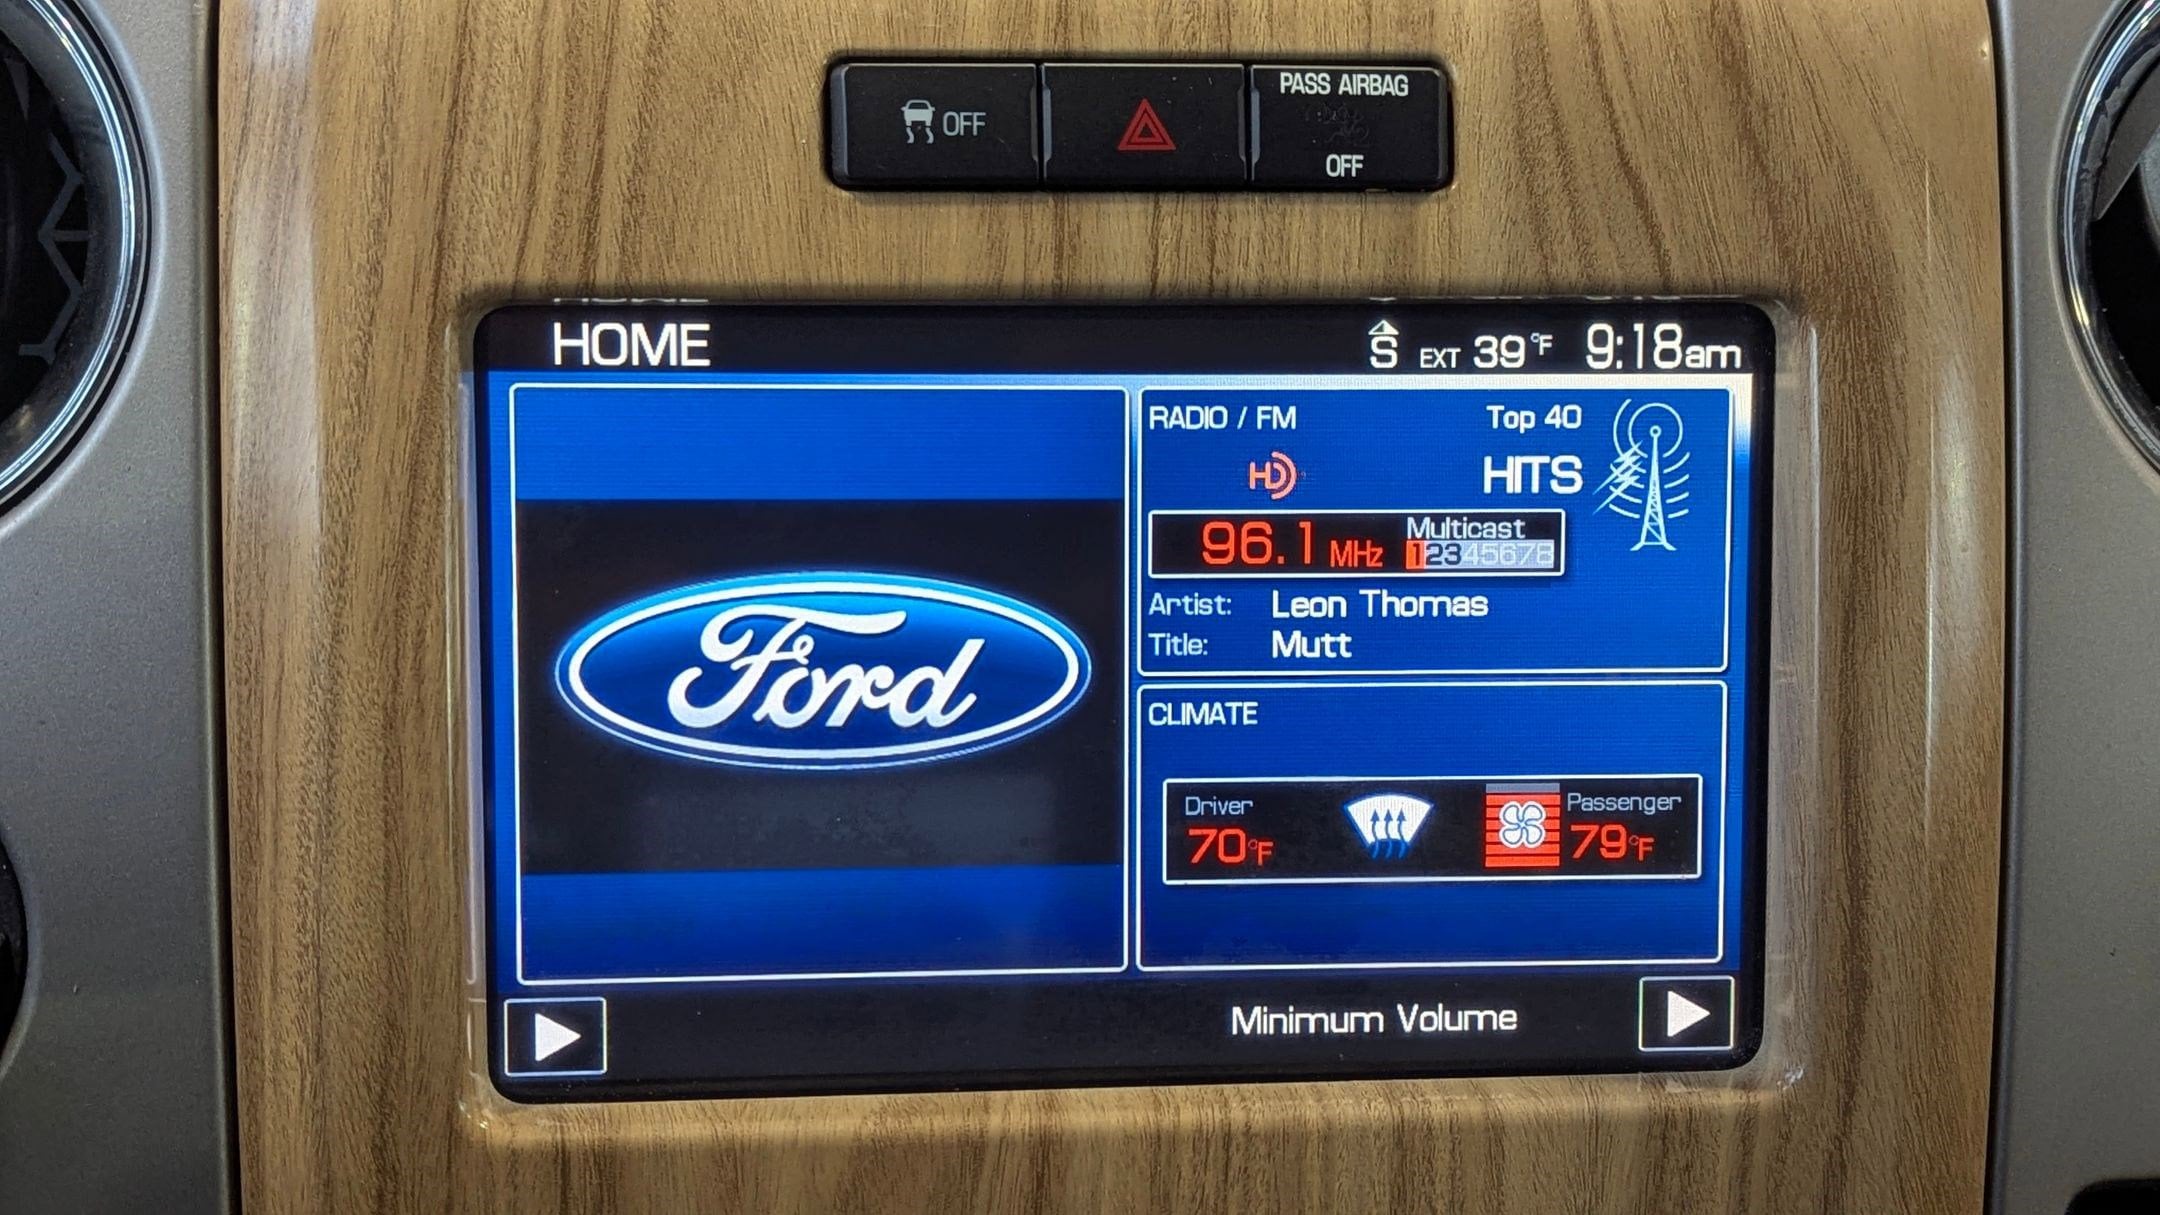 OFF
PASS AIRBAG
OFF
HOME
S EXT 39°F 9:18am
RADIO / FM Top 40
HD HITS
96.1 MHz Multicast
12345678
Artist: Leon Thomas
Title: Mutt
Ford
CLIMATE
Driver Passenger
70°F 79°F
Minimum Volume